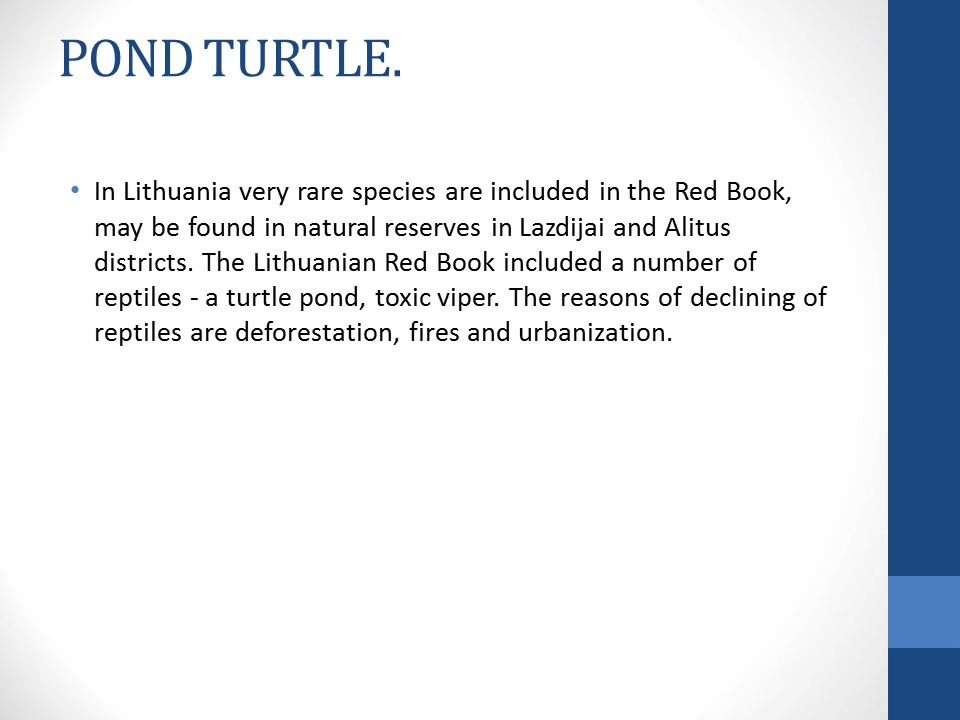 POND TURTLE.
• In Lithuania very rare species are included in the Red Book,
may be found in natural reserves in Lazdijai and Alitus
districts. The Lithuanian Red Book included a number of
reptiles - a turtle pond, toxic viper. The reasons of declining of
reptiles are deforestation, fires and urbanization.